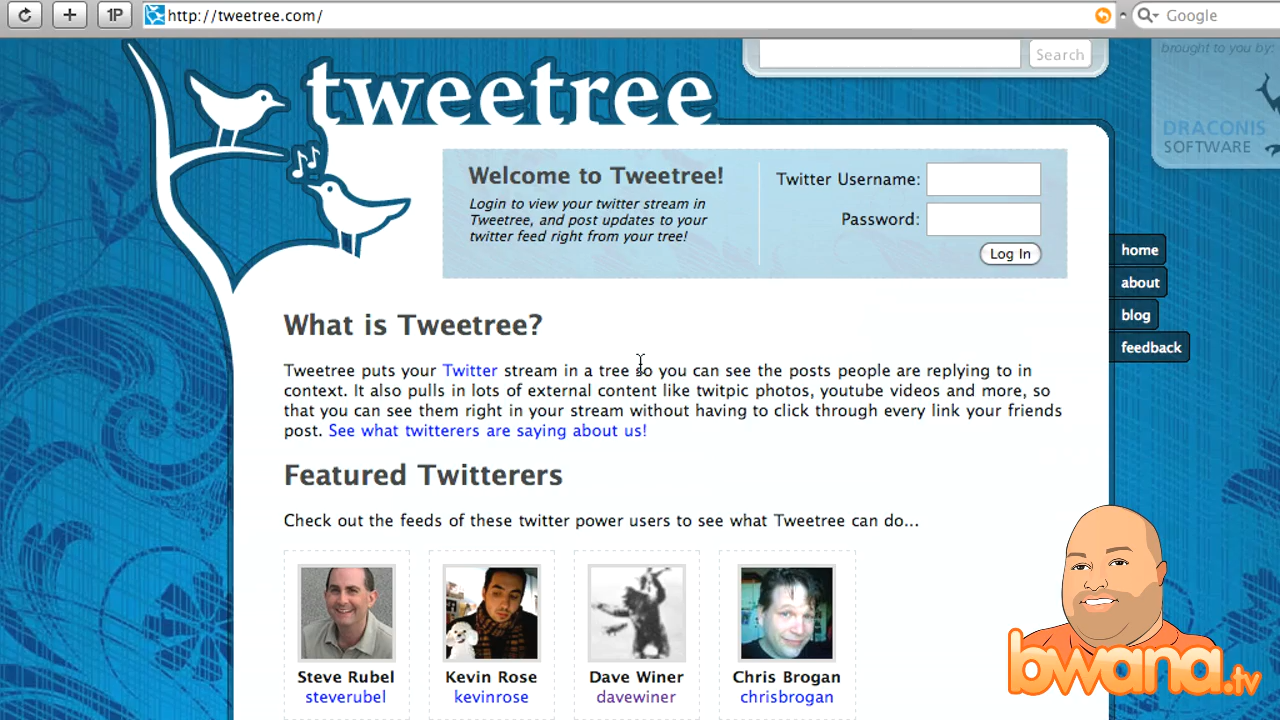 1P
http://tweetree.com/
Google
Search
brought to you by:
DRACONIS
SOFTWARE
tweetree
Welcome to Tweetree!
Login to view your twitter stream in
Tweetree, and post updates to your
twitter feed right from your tree!
Twitter Username:
Password:
Log In
home
about
blog
feedback
What is Tweetree?
Tweetree puts your Twitter stream in a tree so you can see the posts people are replying to in
context. It also pulls in lots of external content like twitpic photos, youtube videos and more, so
that you can see them right in your stream without having to click through every link your friends
post. See what twitterers are saying about us!
Featured Twitterers
Check out the feeds of these twitter power users to see what Tweetree can do...
Steve Rubel
steverubel
Kevin Rose
kevinrose
Dave Winer
davewiner
Chris Brogan
chrisbrogan
bwana.tv